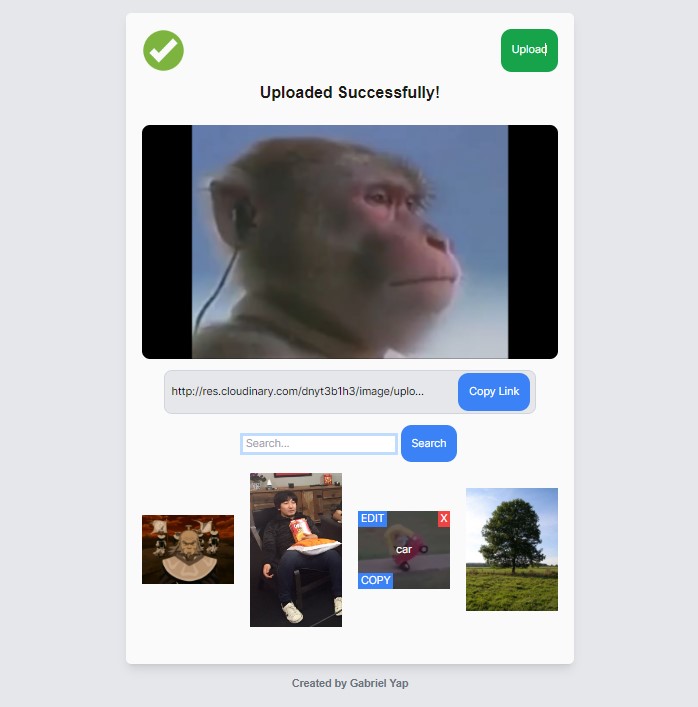 Upload
Uploaded Successfully!
http://res.cloudinary.com/dnyt3b1h3/image/uplo...
Copy Link
Search...
Search
EDIT
X
car
COPY
Created by Gabriel Yap